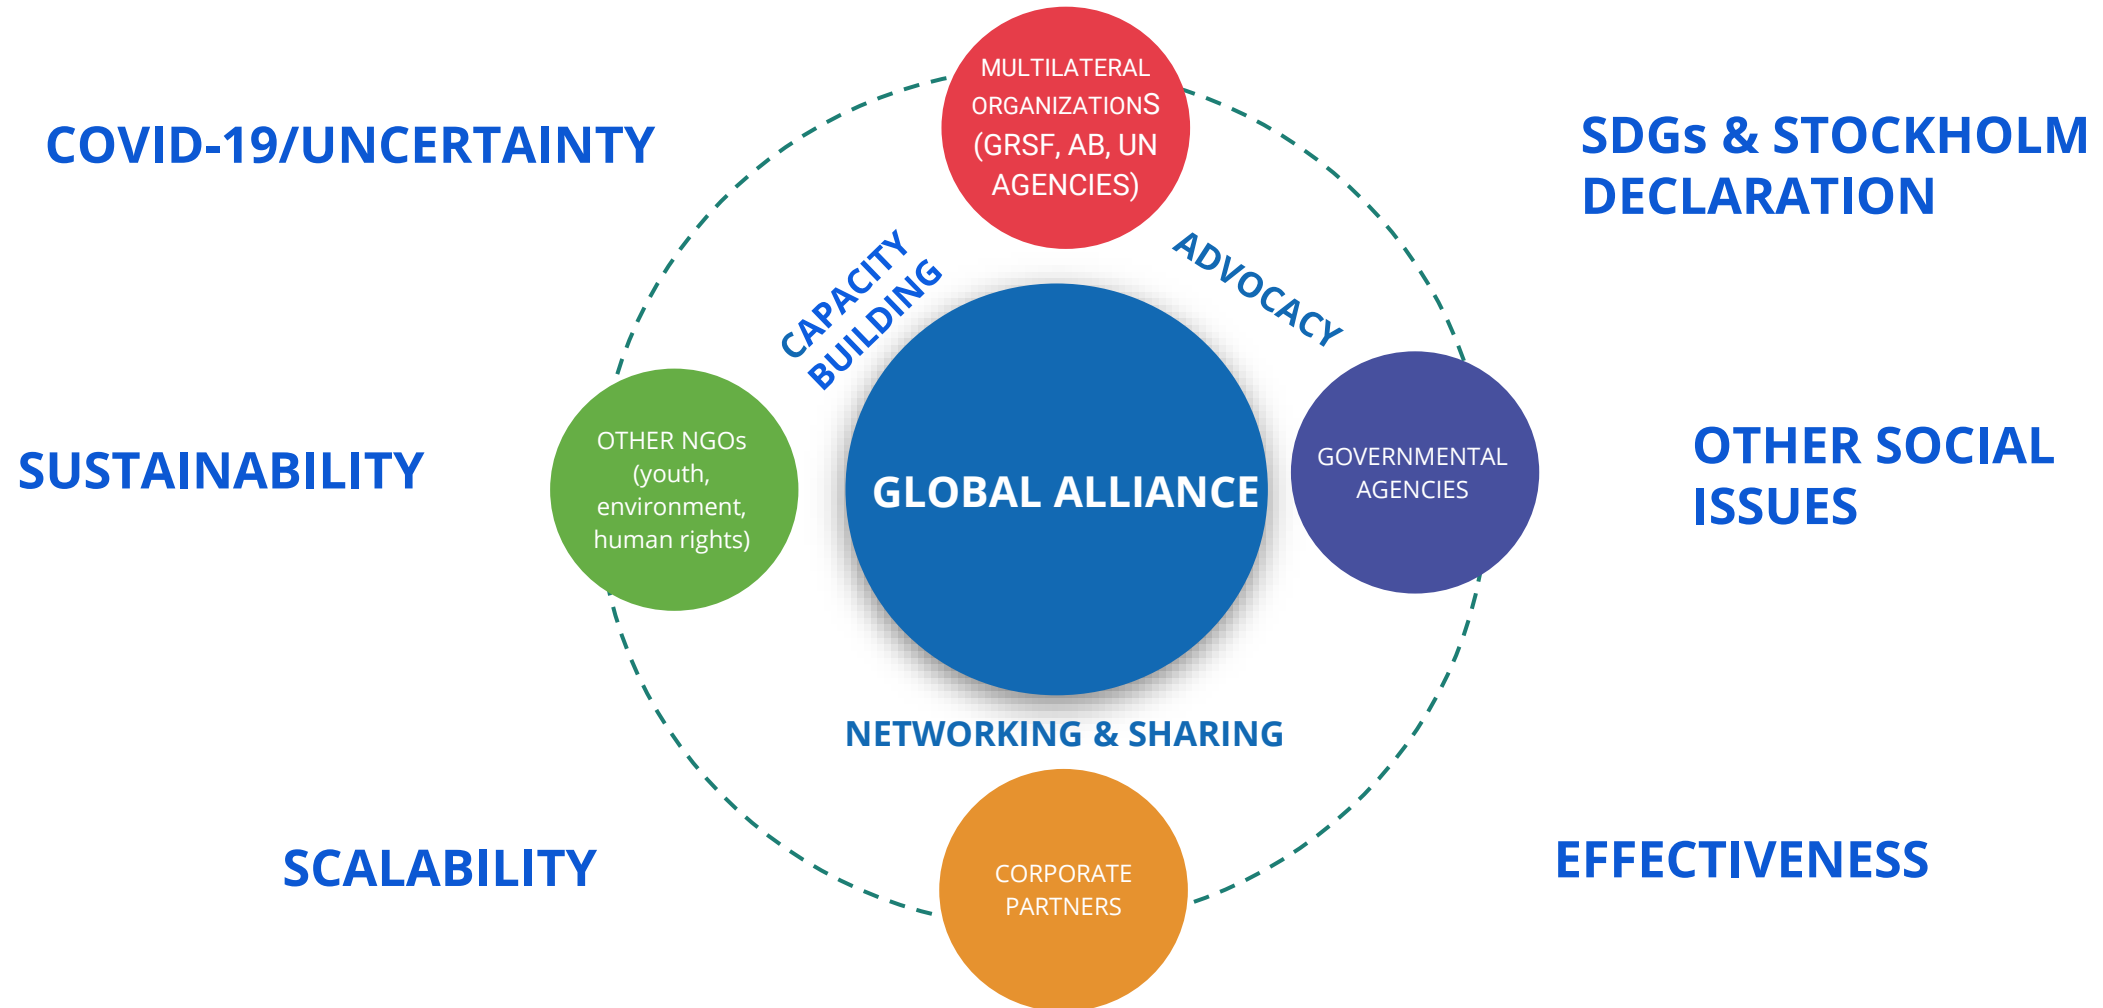 MULTILATERAL
ORGANIZATIONS
(GRSF, AB, UN
AGENCIES)
COVID-19/UNCERTAINTY
SDGs & STOCKHOLM
DECLARATION
CAPACITY
BUILDING
ADVOCACY
OTHER NGOs
(youth,
environment,
human rights)
SUSTAINABILITY
GLOBAL ALLIANCE
GOVERNMENTAL
AGENCIES
OTHER SOCIAL
ISSUES
NETWORKING & SHARING
SCALABILITY
CORPORATE
PARTNERS
EFFECTIVENESS